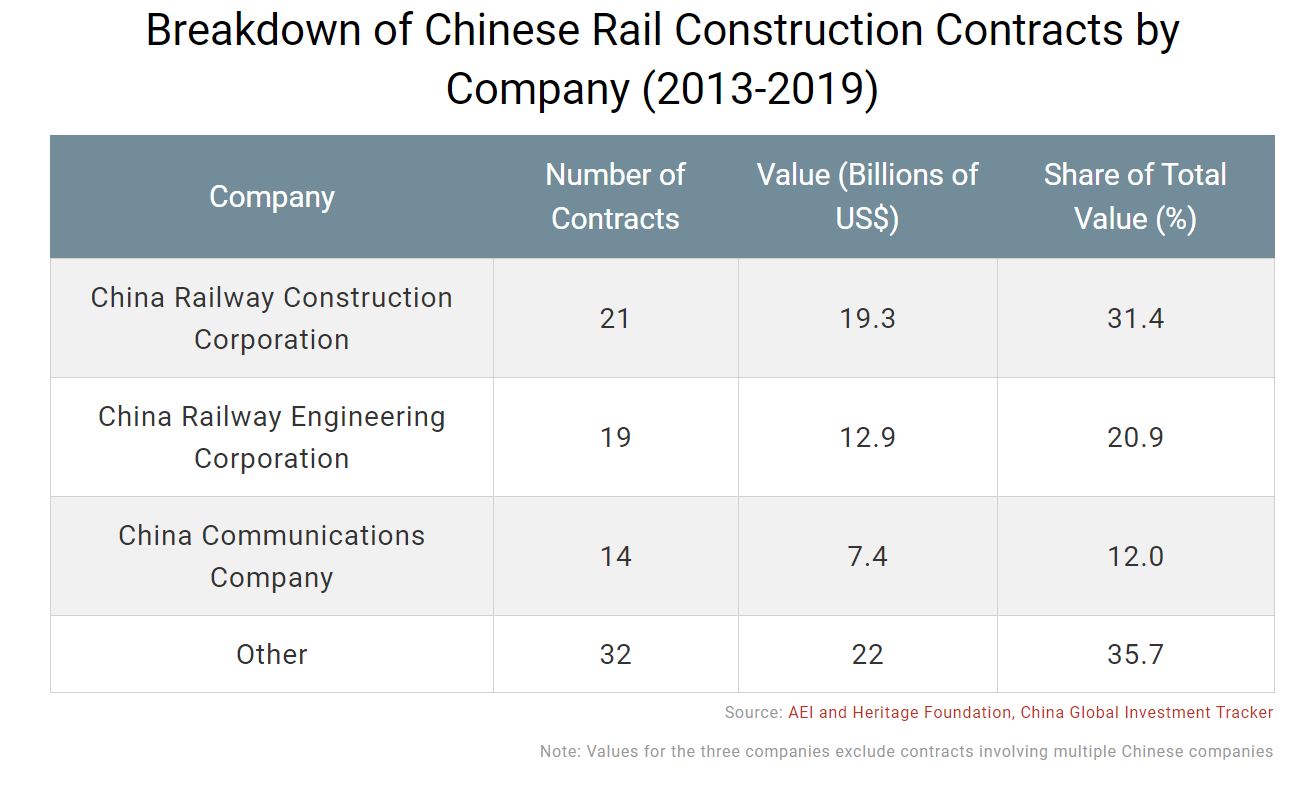 Breakdown of Chinese Rail Construction Contracts by
Company (2013-2019)
Company
Number of
Contracts
Value (Billions of
US$)
Share of Total
Value (%)
China Railway Construction
Corporation
21
19.3
31.4
China Railway Engineering
Corporation
19
12.9
20.9
China Communications
Company
14
7.4
12.0
Other
32
22
35.7
Source: AEI and Heritage Foundation, China Global Investment Tracker
Note: Values for the three companies exclude contracts involving multiple Chinese companies